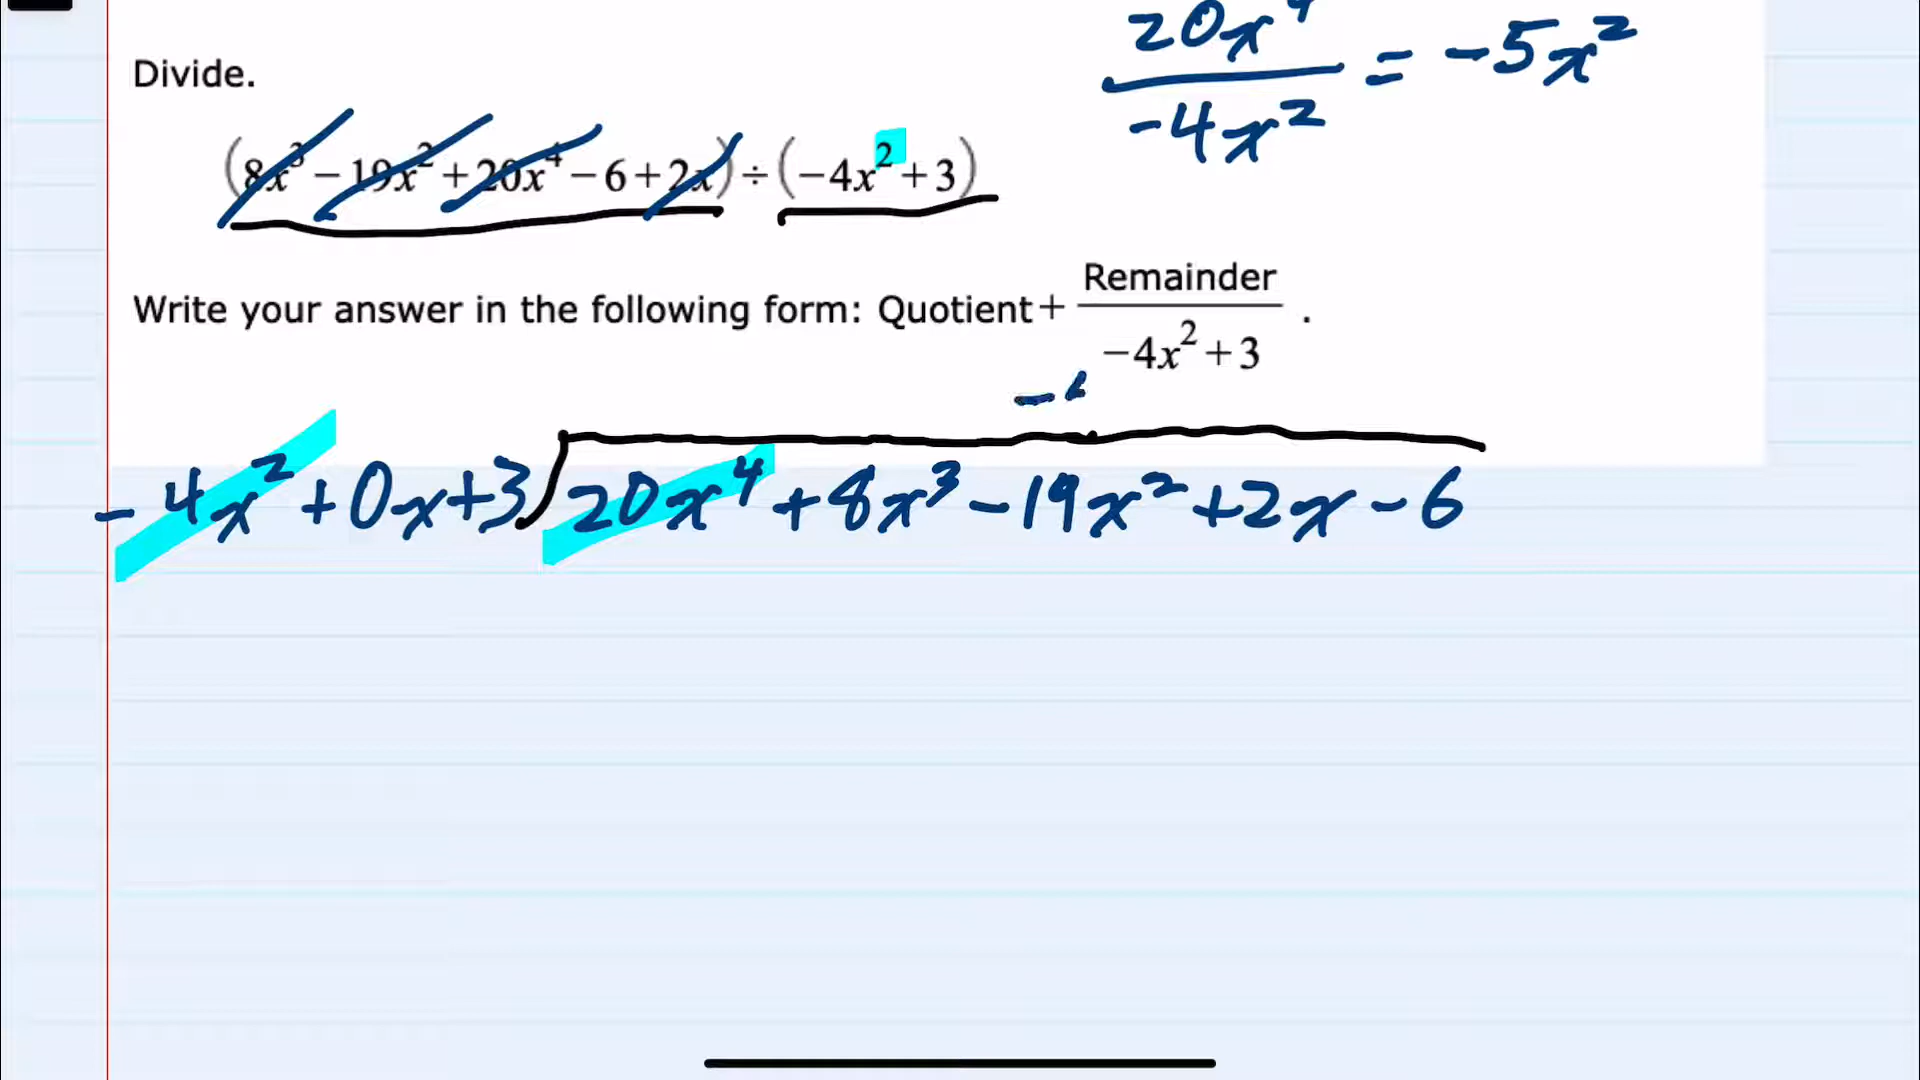 Divide.
(8x³ − 19x² + 20x⁴ − 6 + 2x) ÷ (−4x² + 3)
20x⁴ / −4x² = −5x²
Write your answer in the following form: Quotient + Remainder / −4x² + 3 .
−
−4x² + 0x + 3 ) 20x⁴ + 8x³ − 19x² + 2x − 6